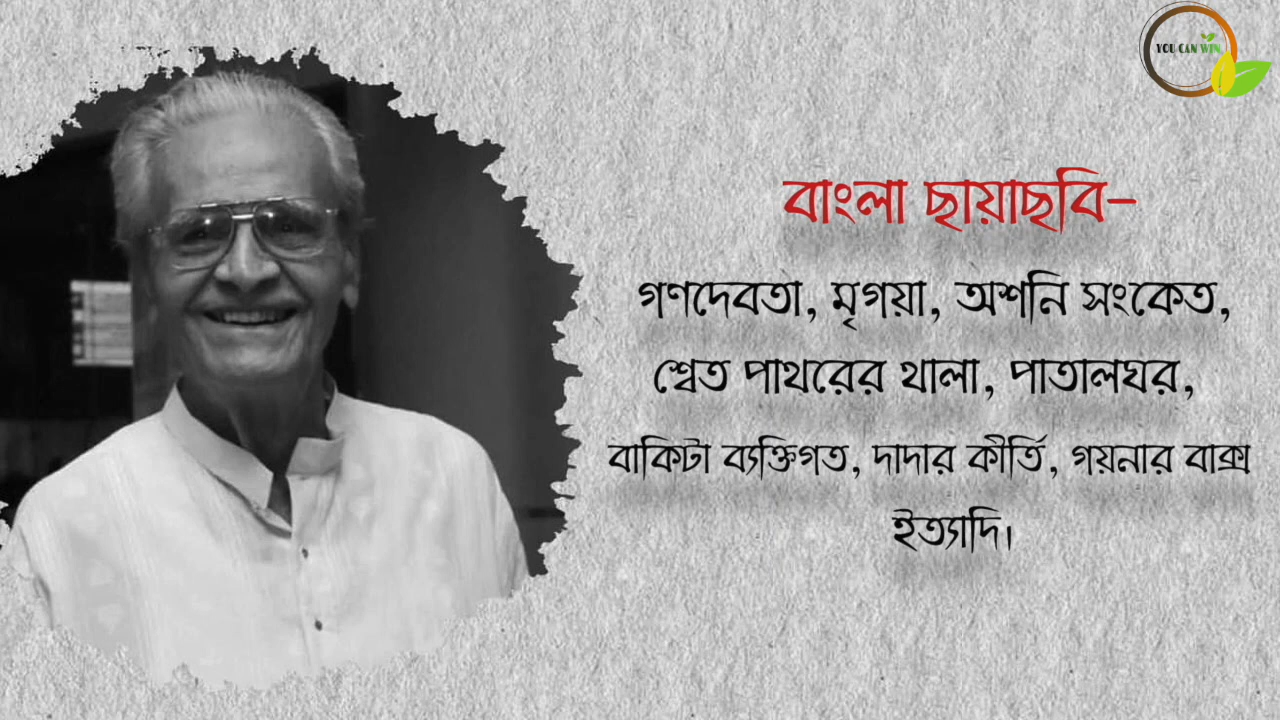 YOU CAN WIN
বাংলা ছায়াছবি-
গণদেবতা, মৃগয়া, অশনি সংকেত,
শ্বেত পাথরের থালা, পাতালঘর,
বাকিটা ব্যক্তিগত, দাদার কীর্তি, গয়নার বাক্স
ইত্যাদি।